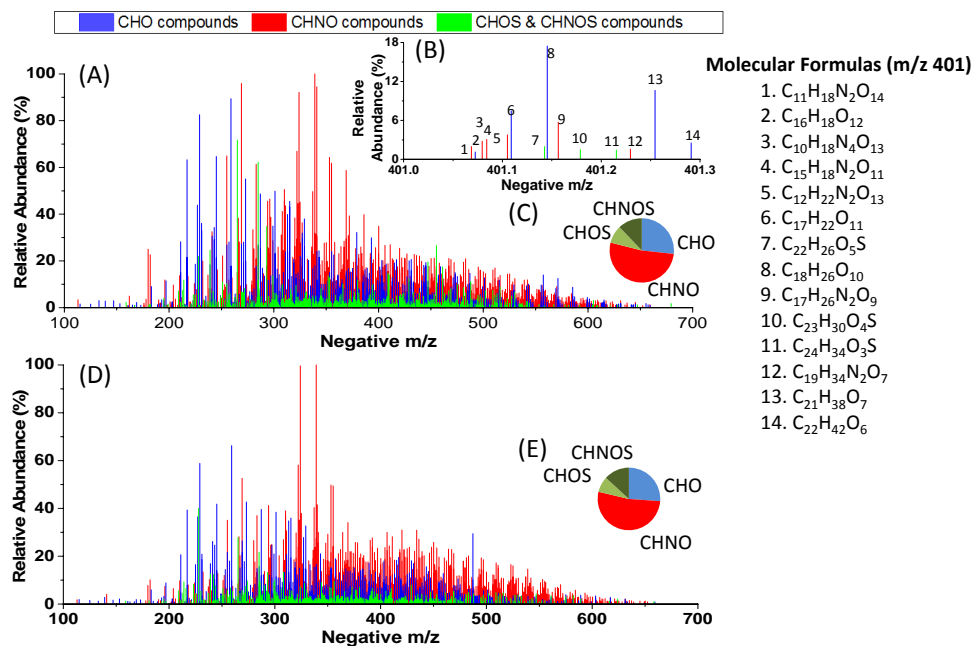 CHO compounds CHNO compounds CHOS & CHNOS compounds
(A)
Relative Abundance (%)
100
80
60
40
20
0
100 200 300 400 500 600 700
Negative m/z
(B)
Relative
Abundance (%)
18
12
6
0
1 2 3 4 5 6 7 8 9 10 11 12 13 14
401.0 401.1 401.2 401.3
Negative m/z
(C)
CHNOS
CHOS
CHO
CHNO
Molecular Formulas (m/z 401)
1. C₁₁H₁₈N₂O₁₄
2. C₁₆H₁₈O₁₂
3. C₁₀H₁₈N₄O₁₃
4. C₁₅H₁₈N₂O₁₁
5. C₁₂H₂₂N₂O₁₃
6. C₁₇H₂₂O₁₁
7. C₂₂H₂₆O₅S
8. C₁₈H₂₆O₁₀
9. C₁₇H₂₆N₂O₉
10. C₂₃H₃₀O₄S
11. C₂₄H₃₄O₃S
12. C₁₉H₃₄N₂O₇
13. C₂₁H₃₈O₇
14. C₂₂H₄₂O₆
(D)
Relative Abundance (%)
100
80
60
40
20
0
100 200 300 400 500 600 700
Negative m/z
(E)
CHNOS
CHOS
CHO
CHNO